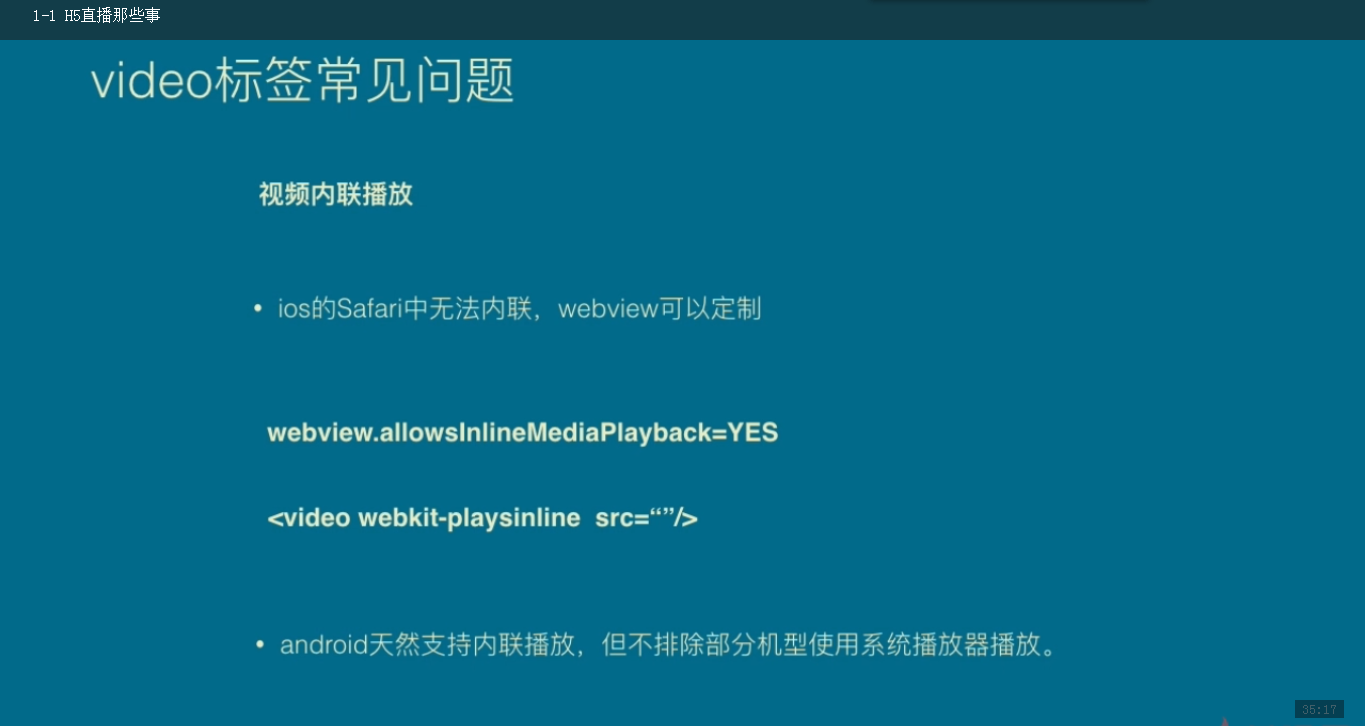 1-1 H5直播那些事
video标签常见问题
视频内联播放
• ios的Safari中无法内联，webview可以定制
webview.allowsInlineMediaPlayback=YES
<video webkit-playsinline  src=“”/>
• android天然支持内联播放，但不排除部分机型使用系统播放器播放。
35:17